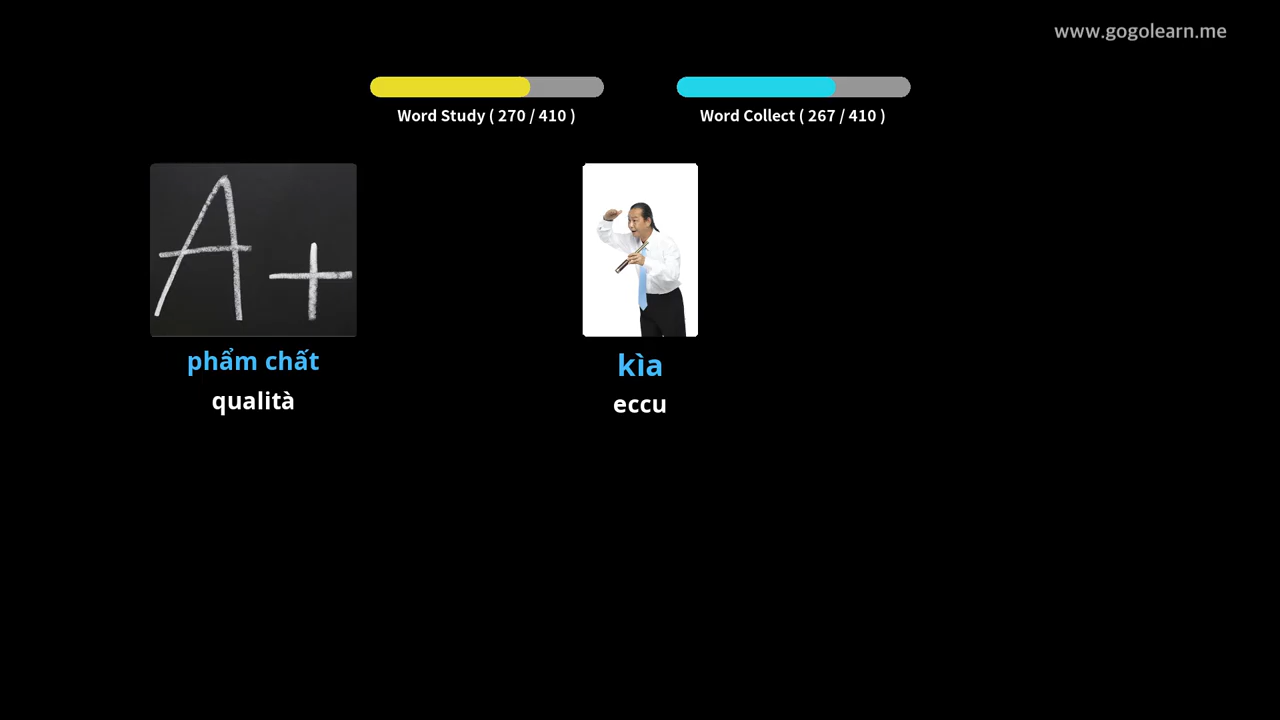 www.gogolearn.me
Word Study ( 270 / 410 )
Word Collect ( 267 / 410 )
A+
phẩm chất
qualità
kìa
eccu